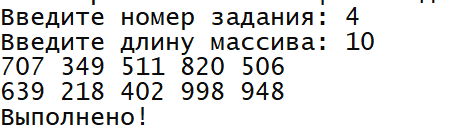 Введите номер задания: 4
Введите длину массива: 10
707 349 511 820 506
639 218 402 998 948
Выполнено!